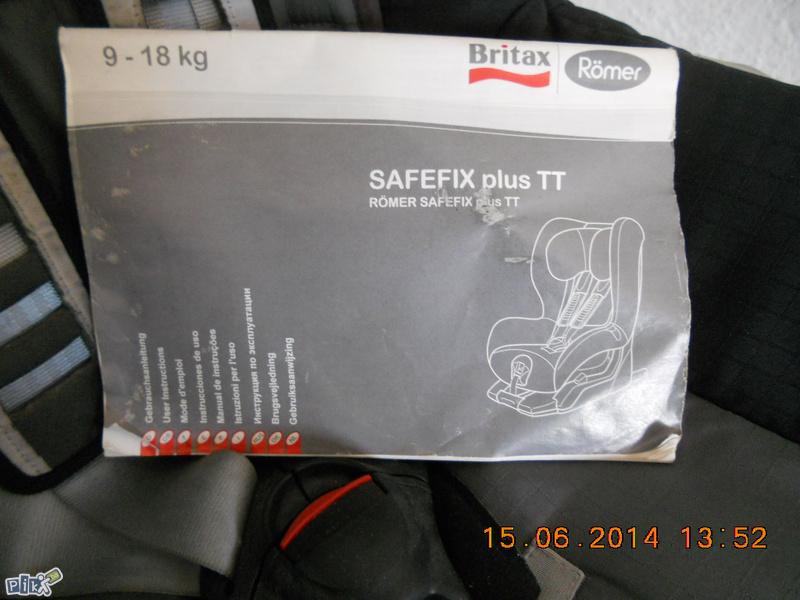 9 - 18 kg
Britax
Römer
SAFEFIX plus TT
RÖMER SAFEFIX plus TT
Gebrauchsanleitung
User Instructions
Mode d'emploi
Instrucciones de uso
Manual de instruções
Istruzioni per l'uso
Инструкция по эксплуатации
Brugsvejledning
Gebruiksaanwijzing
15.06.2014 13:52